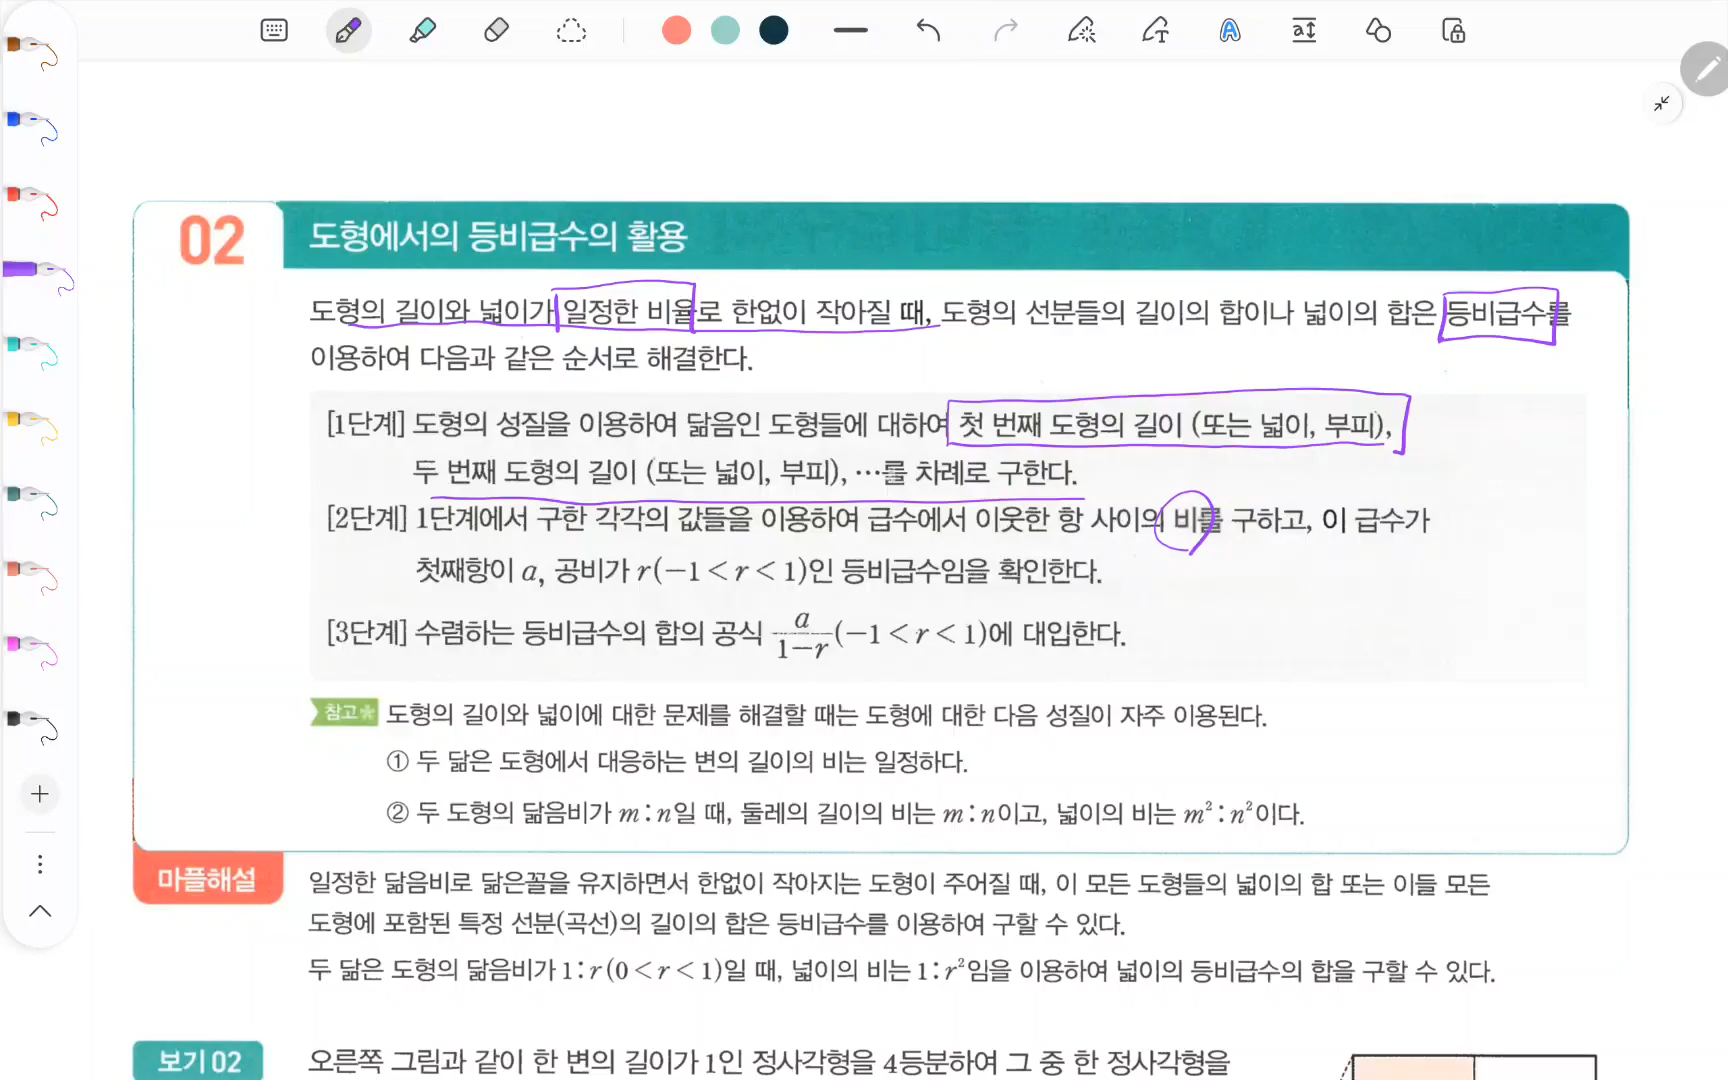 02 도형에서의 등비급수의 활용
도형의 길이와 넓이가 일정한 비율로 한없이 작아질 때, 도형의 선분들의 길이의 합이나 넓이의 합은 등비급수를
이용하여 다음과 같은 순서로 해결한다.
[1단계] 도형의 성질을 이용하여 닮음인 도형들에 대하여 첫 번째 도형의 길이 (또는 넓이, 부피),
두 번째 도형의 길이 (또는 넓이, 부피), …를 차례로 구한다.
[2단계] 1단계에서 구한 각각의 값들을 이용하여 급수에서 이웃한 항 사이의 비를 구하고, 이 급수가
첫째항이 a, 공비가 r(−1<r<1)인 등비급수임을 확인한다.
[3단계] 수렴하는 등비급수의 합의 공식 a/(1−r) (−1<r<1)에 대입한다.
참고* 도형의 길이와 넓이에 대한 문제를 해결할 때는 도형에 대한 다음 성질이 자주 이용된다.
① 두 닮은 도형에서 대응하는 변의 길이의 비는 일정하다.
② 두 도형의 닮음비가 m:n일 때, 둘레의 길이의 비는 m:n이고, 넓이의 비는 m²:n²이다.
마플해설 일정한 닮음비로 닮은꼴을 유지하면서 한없이 작아지는 도형이 주어질 때, 이 모든 도형들의 넓이의 합 또는 이들 모든
도형에 포함된 특정 선분(곡선)의 길이의 합은 등비급수를 이용하여 구할 수 있다.
두 닮은 도형의 닮음비가 1:r(0<r<1)일 때, 넓이의 비는 1:r²임을 이용하여 넓이의 등비급수의 합을 구할 수 있다.
보기 02 오른쪽 그림과 같이 한 변의 길이가 1인 정사각형을 4등분하여 그 중 한 정사각형을